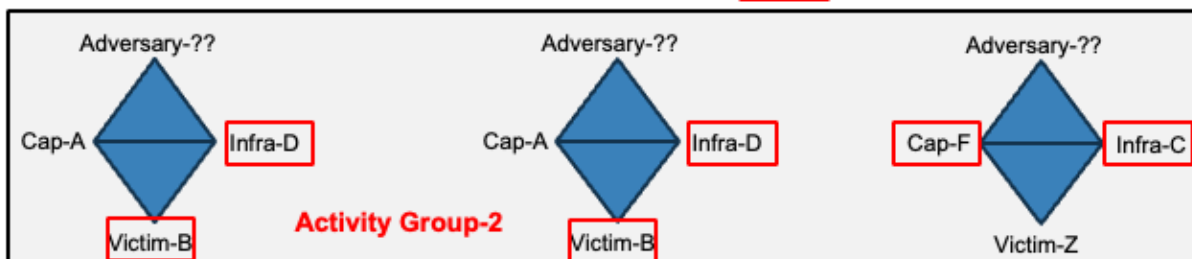 Adversary-?? Adversary-?? Adversary-??
Cap-A Infra-D Cap-A Infra-D Cap-F Infra-C
Activity Group-2
Victim-B Victim-B Victim-Z